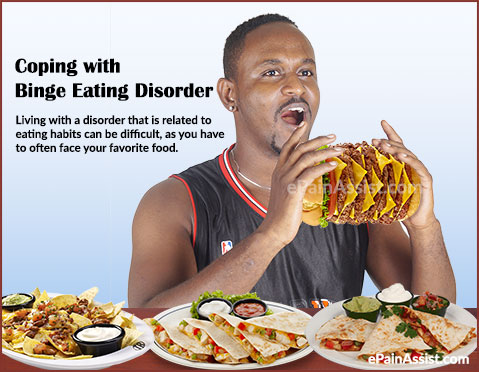 Coping with
Binge Eating Disorder
Living with a disorder that is related to
eating habits can be difficult, as you have
to often face your favorite food.
ePainAssist.com
ePainAssist.com